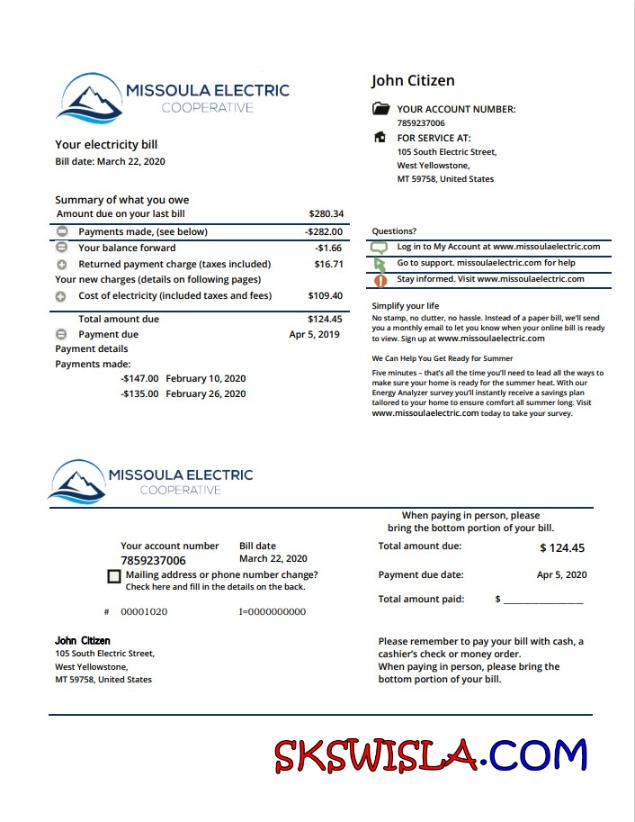 MISSOULA ELECTRIC
COOPERATIVE
Your electricity bill
Bill date: March 22, 2020
John Citizen
YOUR ACCOUNT NUMBER:
7859237006
FOR SERVICE AT:
105 South Electric Street,
West Yellowstone,
MT 59758, United States
Summary of what you owe
Amount due on your last bill $280.34
Payments made, (see below) -$282.00
Your balance forward -$1.66
Returned payment charge (taxes included) $16.71
Your new charges (details on following pages)
Cost of electricity (included taxes and fees) $109.40
Total amount due $124.45
Payment due Apr 5, 2019
Payment details
Payments made:
-$147.00 February 10, 2020
-$135.00 February 26, 2020
Questions?
Log in to My Account at www.missoulaelectric.com
Go to support. missoulaelectric.com for help
Stay informed. Visit www.missoulaelectric.com
Simplify your life
No stamp, no clutter, no hassle. Instead of a paper bill, we'll send
you a monthly email to let you know when your online bill is ready
to view. Sign up at www.missoulaelectric.com
We Can Help You Get Ready for Summer
Five minutes – that's all the time you'll need to lead all the ways to
make sure your home is ready for the summer heat. With our
Energy Analyzer survey you'll instantly receive a savings plan
tailored to your home to ensure comfort all summer long. Visit
www.missoulaelectric.com today to take your survey.
MISSOULA ELECTRIC
COOPERATIVE
When paying in person, please
bring the bottom portion of your bill.
Your account number Bill date
7859237006 March 22, 2020
Mailing address or phone number change?
Check here and fill in the details on the back.
# 00001020 I=0000000000
Total amount due: $ 124.45
Payment due date: Apr 5, 2020
Total amount paid: $ ________________
John Citizen
105 South Electric Street,
West Yellowstone,
MT 59758, United States
Please remember to pay your bill with cash, a
cashier's check or money order.
When paying in person, please bring the
bottom portion of your bill.
SKSWISLA.COM